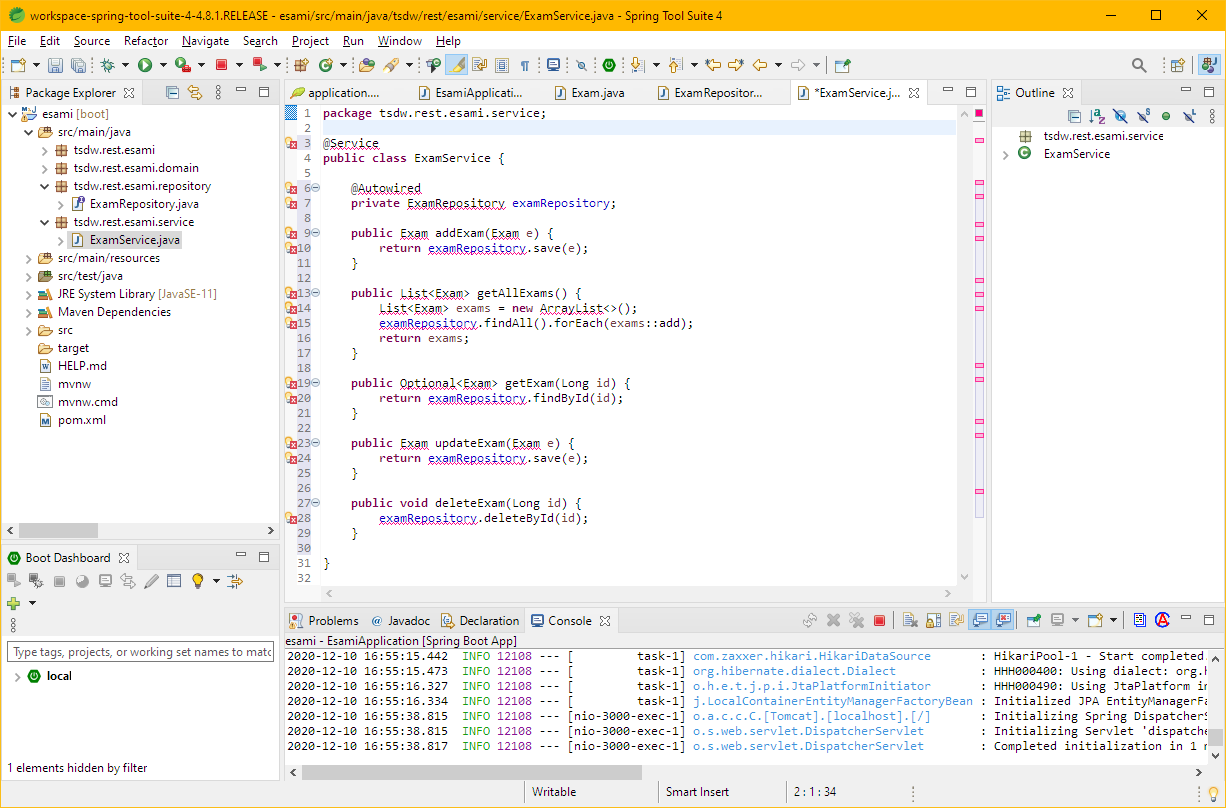 workspace-spring-tool-suite-4-4.8.1.RELEASE - esami/src/main/java/tsdw/rest/esami/service/ExamService.java - Spring Tool Suite 4
File Edit Source Refactor Navigate Search Project Run Window Help
Package Explorer
esami [boot]
src/main/java
tsdw.rest.esami
tsdw.rest.esami.domain
tsdw.rest.esami.repository
ExamRepository.java
tsdw.rest.esami.service
ExamService.java
src/main/resources
src/test/java
JRE System Library [JavaSE-11]
Maven Dependencies
src
target
HELP.md
mvnw
mvnw.cmd
pom.xml
Boot Dashboard
Type tags, projects, or working set names to matc
local
1 elements hidden by filter
application....
EsamiApplicati...
Exam.java
ExamRepositor...
*ExamService.j...
1 package tsdw.rest.esami.service;
2
3 @Service
4 public class ExamService {
5
6 @Autowired
7 private ExamRepository examRepository;
8
9 public Exam addExam(Exam e) {
10 return examRepository.save(e);
11 }
12
13 public List<Exam> getAllExams() {
14 List<Exam> exams = new ArrayList<>();
15 examRepository.findAll().forEach(exams::add);
16 return exams;
17 }
18
19 public Optional<Exam> getExam(Long id) {
20 return examRepository.findById(id);
21 }
22
23 public Exam updateExam(Exam e) {
24 return examRepository.save(e);
25 }
26
27 public void deleteExam(Long id) {
28 examRepository.deleteById(id);
29 }
30
31 }
32
Outline
tsdw.rest.esami.service
ExamService
Problems @ Javadoc Declaration Console
esami - EsamiApplication [Spring Boot App]
2020-12-10 16:55:15.442 INFO 12108 --- [ task-1] com.zaxxer.hikari.HikariDataSource : HikariPool-1 - Start completed.
2020-12-10 16:55:15.473 INFO 12108 --- [ task-1] org.hibernate.dialect.Dialect : HHH000400: Using dialect: org.h
2020-12-10 16:55:16.327 INFO 12108 --- [ task-1] o.h.e.t.j.p.i.JtaPlatformInitiator : HHH000490: Using JtaPlatform in
2020-12-10 16:55:16.334 INFO 12108 --- [ task-1] j.LocalContainerEntityManagerFactoryBean : Initialized JPA EntityManagerFa
2020-12-10 16:55:38.815 INFO 12108 --- [nio-3000-exec-1] o.a.c.c.C.[Tomcat].[localhost].[/] : Initializing Spring DispatcherS
2020-12-10 16:55:38.815 INFO 12108 --- [nio-3000-exec-1] o.s.web.servlet.DispatcherServlet : Initializing Servlet 'dispatche
2020-12-10 16:55:38.817 INFO 12108 --- [nio-3000-exec-1] o.s.web.servlet.DispatcherServlet : Completed initialization in 1 m
Writable
Smart Insert
2 : 1 : 34